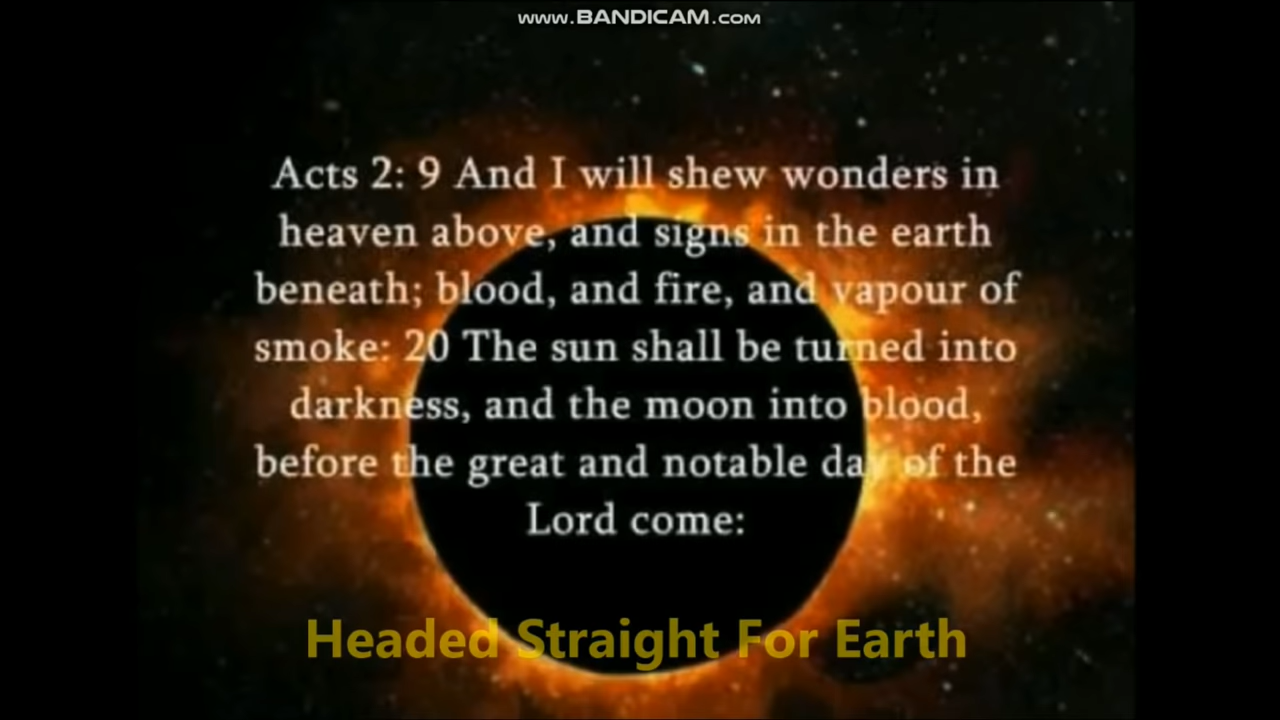 www.BANDICAM.com
Acts 2: 9 And I will shew wonders in
heaven above, and signs in the earth
beneath; blood, and fire, and vapour of
smoke: 20 The sun shall be turned into
darkness, and the moon into blood,
before the great and notable day of the
Lord come:
Headed Straight For Earth